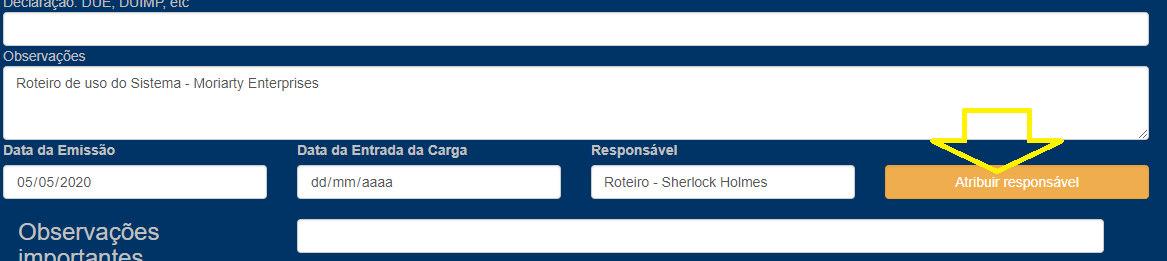 Declaração: DUE, DUIMP, etc
Observações
Roteiro de uso do Sistema - Moriarty Enterprises
Data da Emissão Data da Entrada da Carga Responsável
05/05/2020 dd/mm/aaaa Roteiro - Sherlock Holmes Atribuir responsável
Observações
importantes